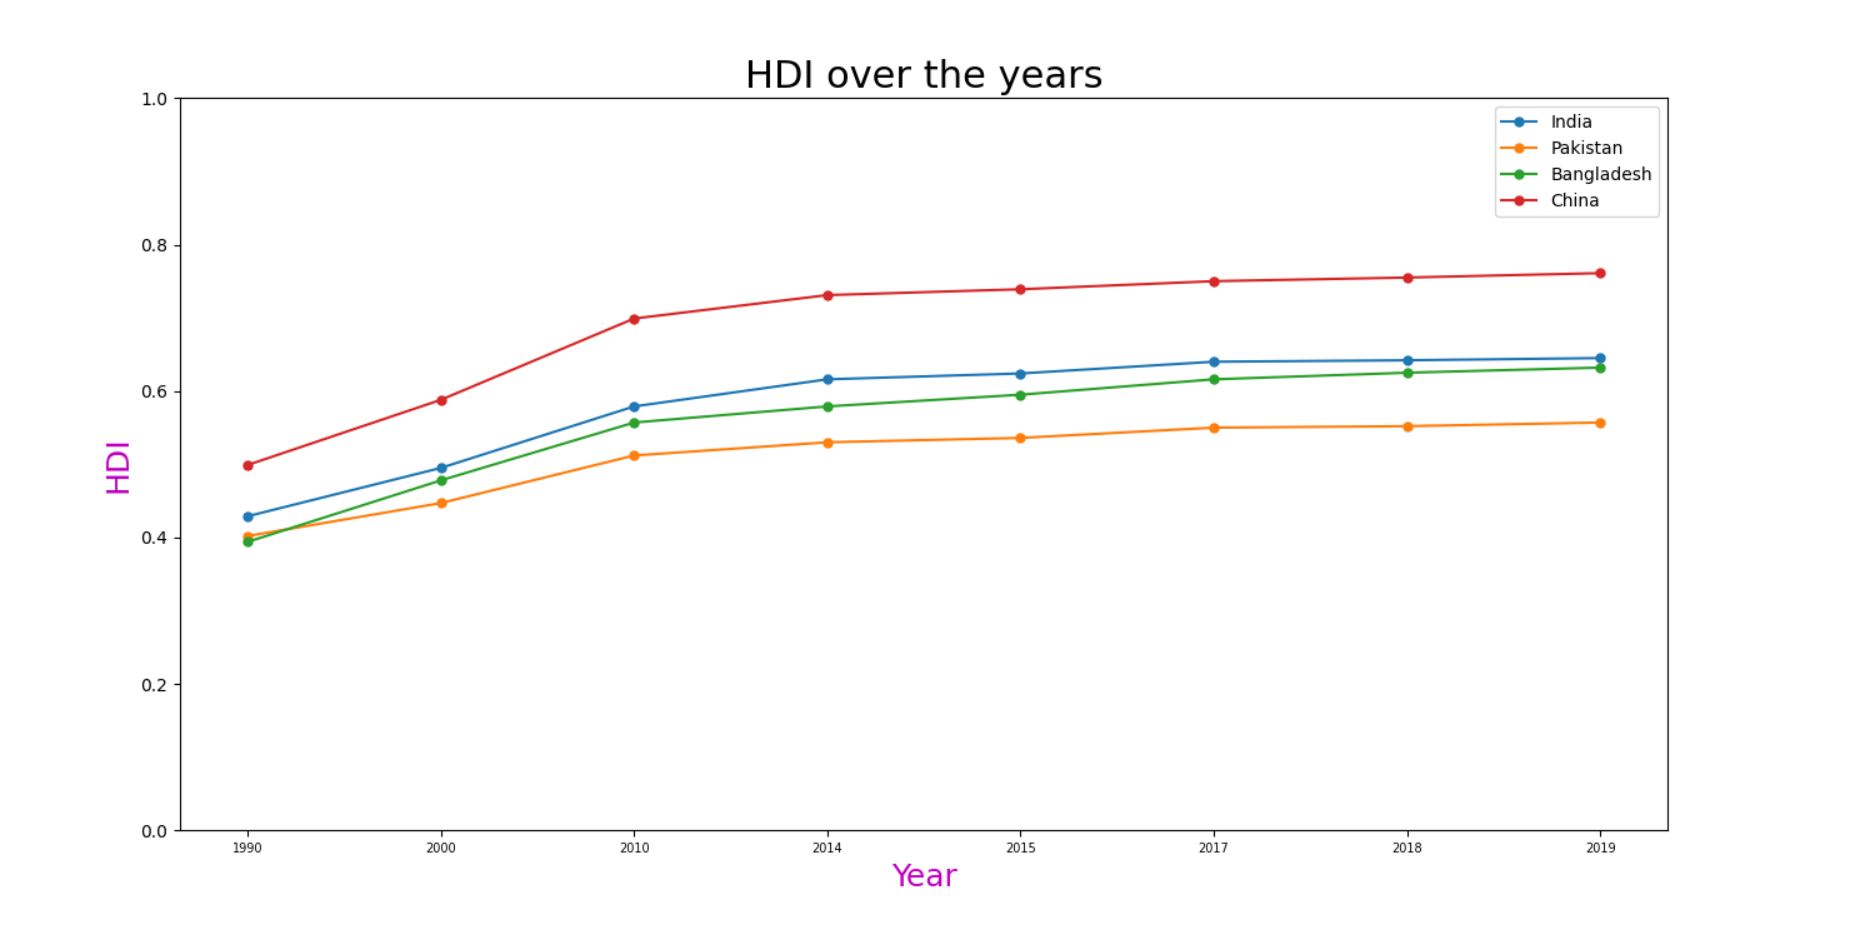 HDI over the years
India
Pakistan
Bangladesh
China
HDI
1.0
0.8
0.6
0.4
0.2
0.0
1990 2000 2010 2014 2015 2017 2018 2019
Year